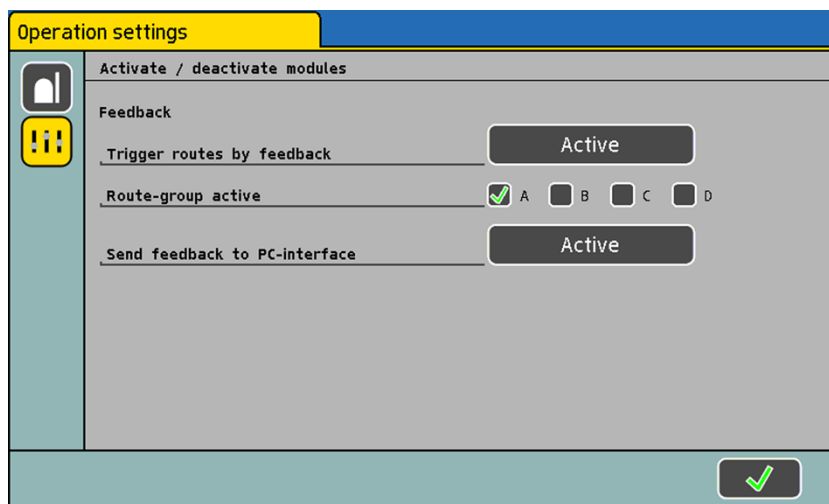 Operation settings
Activate / deactivate modules
Feedback
Trigger routes by feedback Active
Route-group active A B C D
Send feedback to PC-interface Active